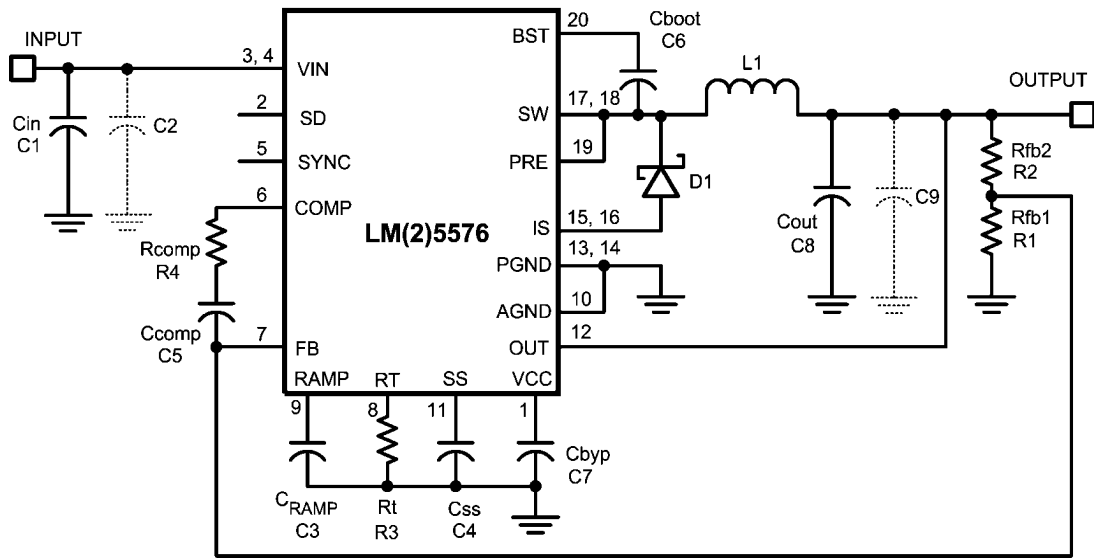 INPUT
3, 4
VIN
Cin
C1
C2
2
SD
5
SYNC
6
COMP
Rcomp
R4
Ccomp
C5
7
FB
LM(2)5576
20
BST
Cboot
C6
17, 18
SW
19
PRE
15, 16
IS
13, 14
PGND
10
AGND
12
OUT
L1
D1
OUTPUT
Cout
C8
C9
Rfb2
R2
Rfb1
R1
RAMP
RT
SS
VCC
9
8
11
1
CRAMP
C3
Rt
R3
Css
C4
Cbyp
C7